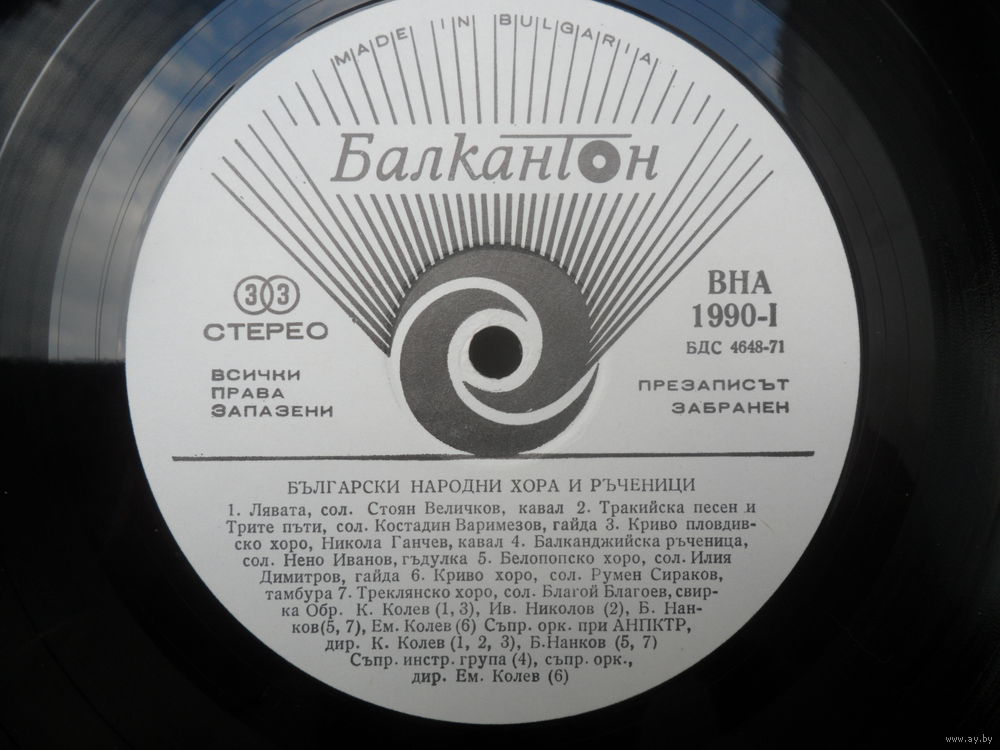 MADE IN BULGARIA
Балкантон
33
СТЕРЕО
ВНА
1990-I
БДС 4648-71
ВСИЧКИ
ПРАВА
ЗАПАЗЕНИ
ПРЕЗАПИСЪТ
ЗАБРАНЕН
БЪЛГАРСКИ НАРОДНИ ХОРА И РЪЧЕНИЦИ
1. Лявата, сол. Стоян Величков, кавал 2. Тракийска песен и
Трите пъти, сол. Костадин Варимезов, гайда 3. Криво пловдив-
ско хоро, Никола Ганчев, кавал 4. Балканджийска ръченица,
сол. Нено Иванов, гъдулка 5. Белопопско хоро, сол. Илия
Димитров, гайда 6. Криво хоро, сол. Румен Сираков,
тамбура 7. Треклянско хоро, сол. Благой Благоев, свир-
ка Обр. К. Колев (1, 3), Ив. Николов (2), Б. Нан-
ков(5, 7), Ем. Колев (6) Съпр. орк. при АНПКТР,
дир. К. Колев (1, 2, 3), Б.Нанков (5, 7)
Съпр. инстр. група (4), съпр. орк.,
дир. Ем. Колев (6)
www.ay.by